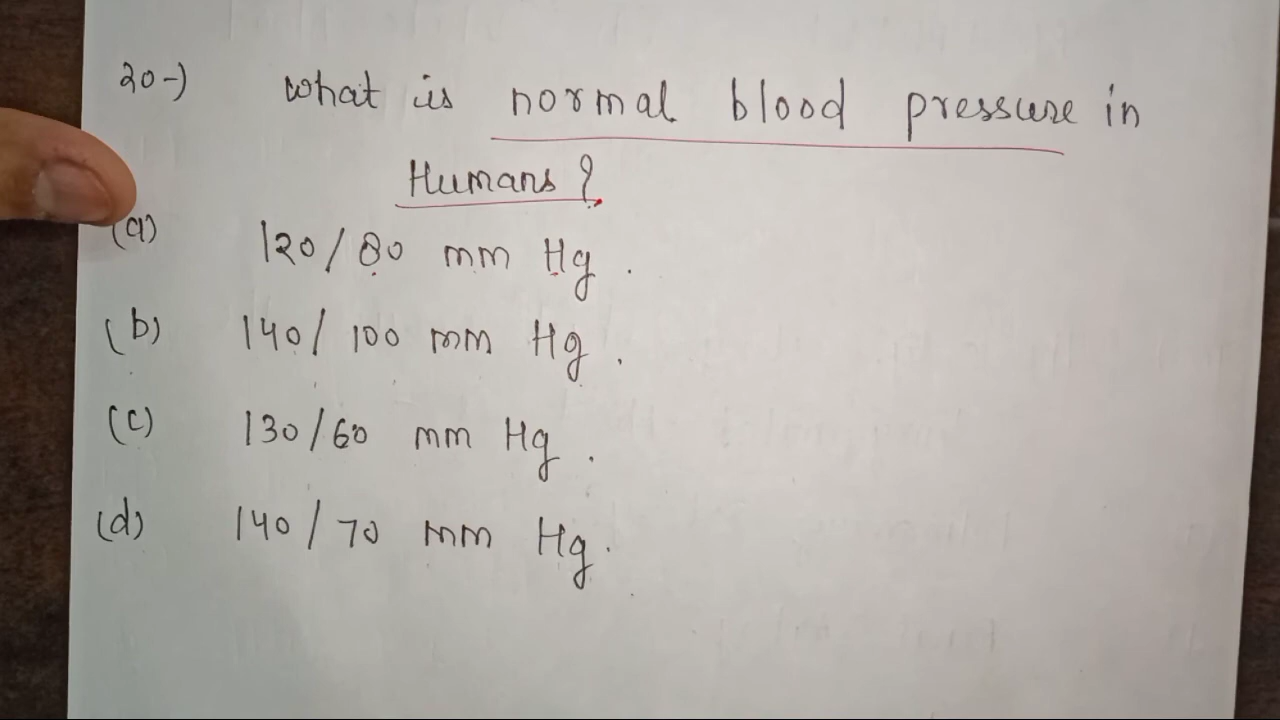 20-) What is normal blood pressure in
Humans ?
(a) 120/80 mm Hg .
(b) 140/100 mm Hg .
(c) 130/60 mm Hg .
(d) 140/70 mm Hg .